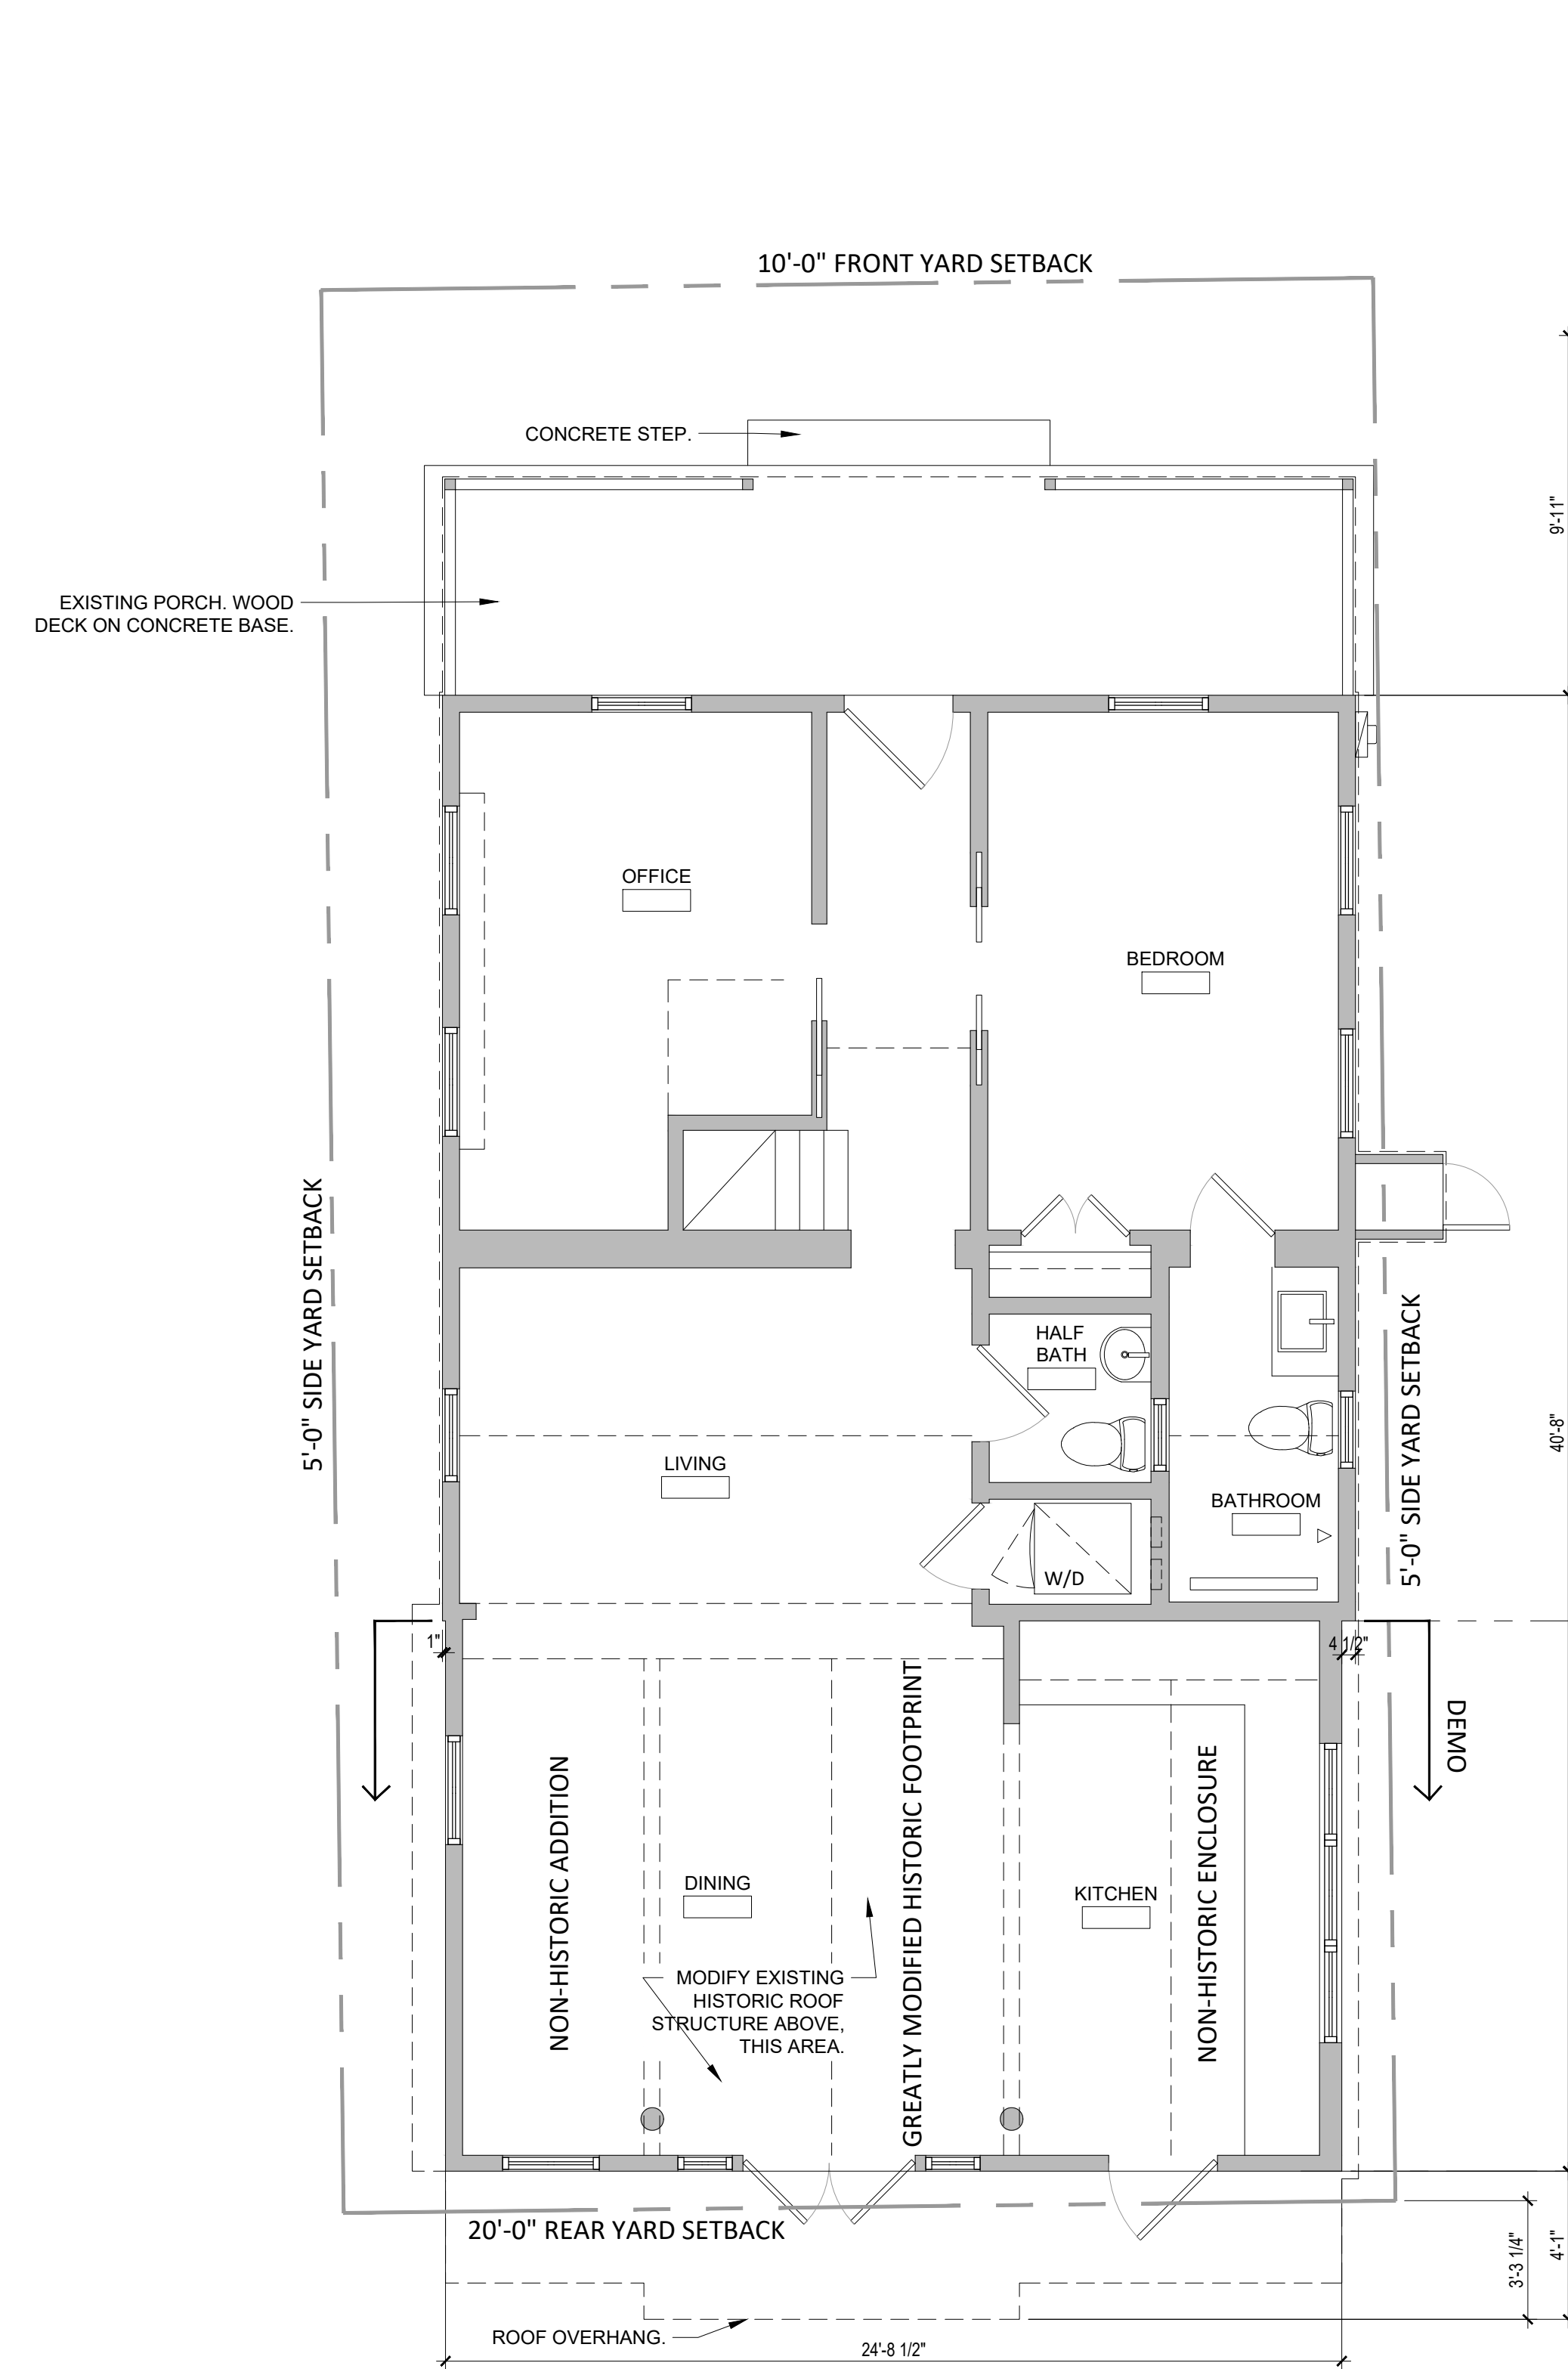 10'-0" FRONT YARD SETBACK
CONCRETE STEP.
9'-11"
EXISTING PORCH. WOOD
DECK ON CONCRETE BASE.
OFFICE
BEDROOM
5'-0" SIDE YARD SETBACK
HALF
BATH
5'-0" SIDE YARD SETBACK
40'-8"
LIVING
BATHROOM
W/D
1"
4 1/2"
DEMO
NON-HISTORIC ADDITION
GREATLY MODIFIED HISTORIC FOOTPRINT
NON-HISTORIC ENCLOSURE
DINING
KITCHEN
MODIFY EXISTING
HISTORIC ROOF
STRUCTURE ABOVE,
THIS AREA.
20'-0" REAR YARD SETBACK
3'-3 1/4"
4'-1"
ROOF OVERHANG.
24'-8 1/2"